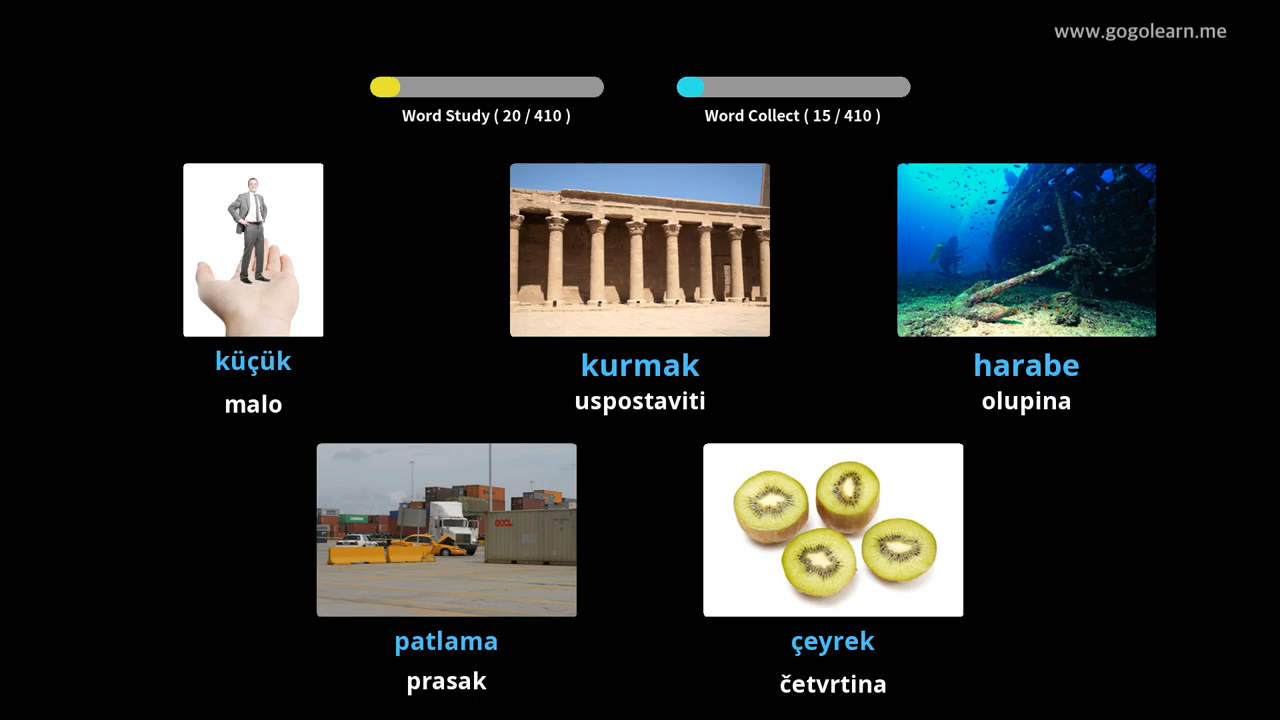 www.gogolearn.me
Word Study ( 20 / 410 )
Word Collect ( 15 / 410 )
küçük
malo
kurmak
uspostaviti
harabe
olupina
OOCL
patlama
prasak
çeyrek
četvrtina